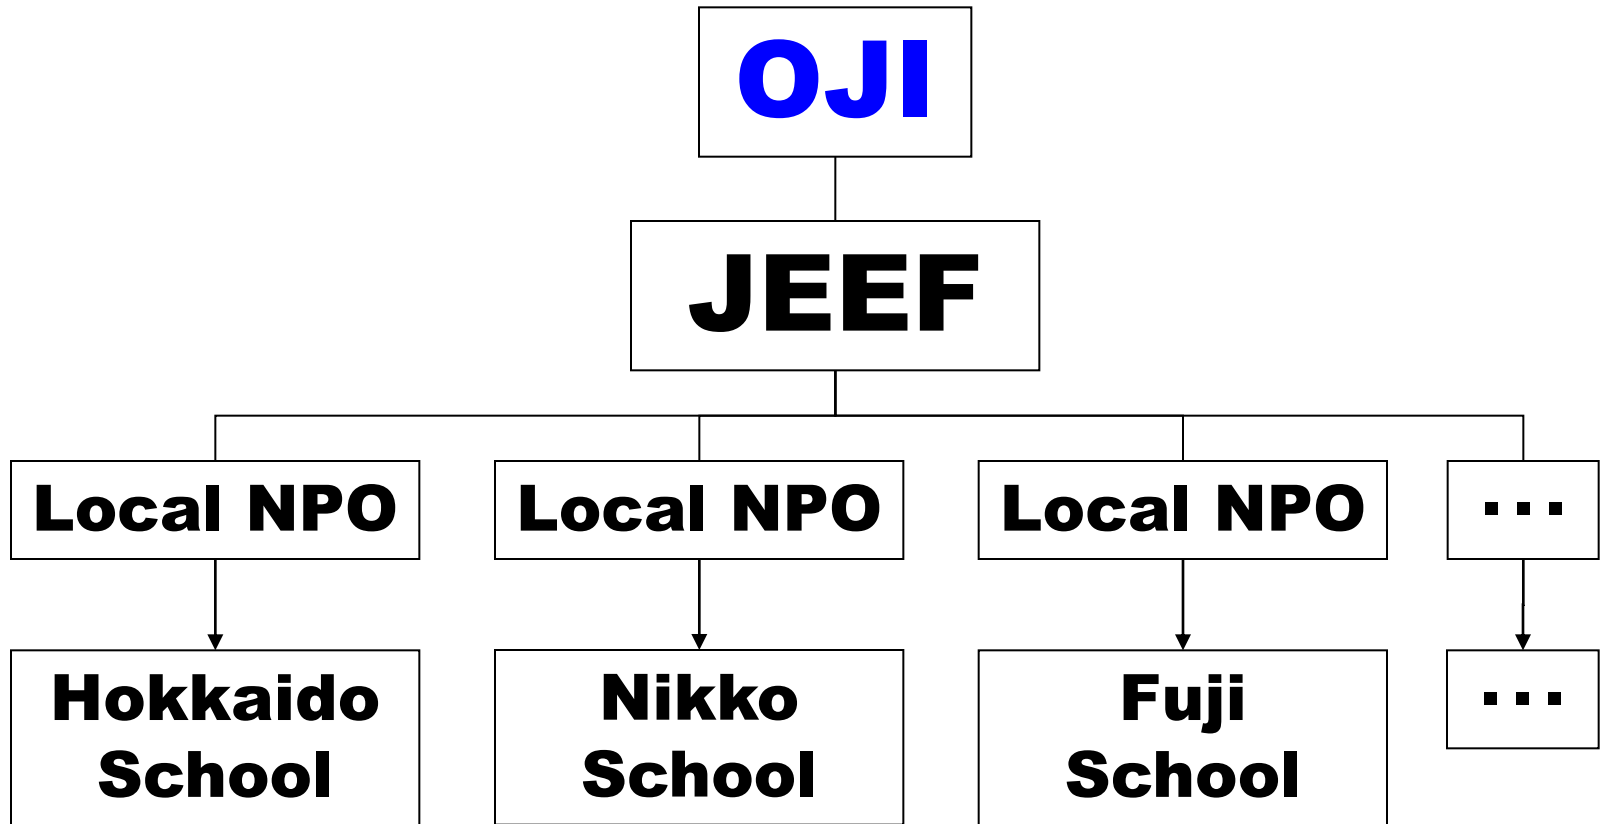 OJI
JEEF
Local NPO
Local NPO
Local NPO
...
Hokkaido
School
Nikko
School
Fuji
School
...